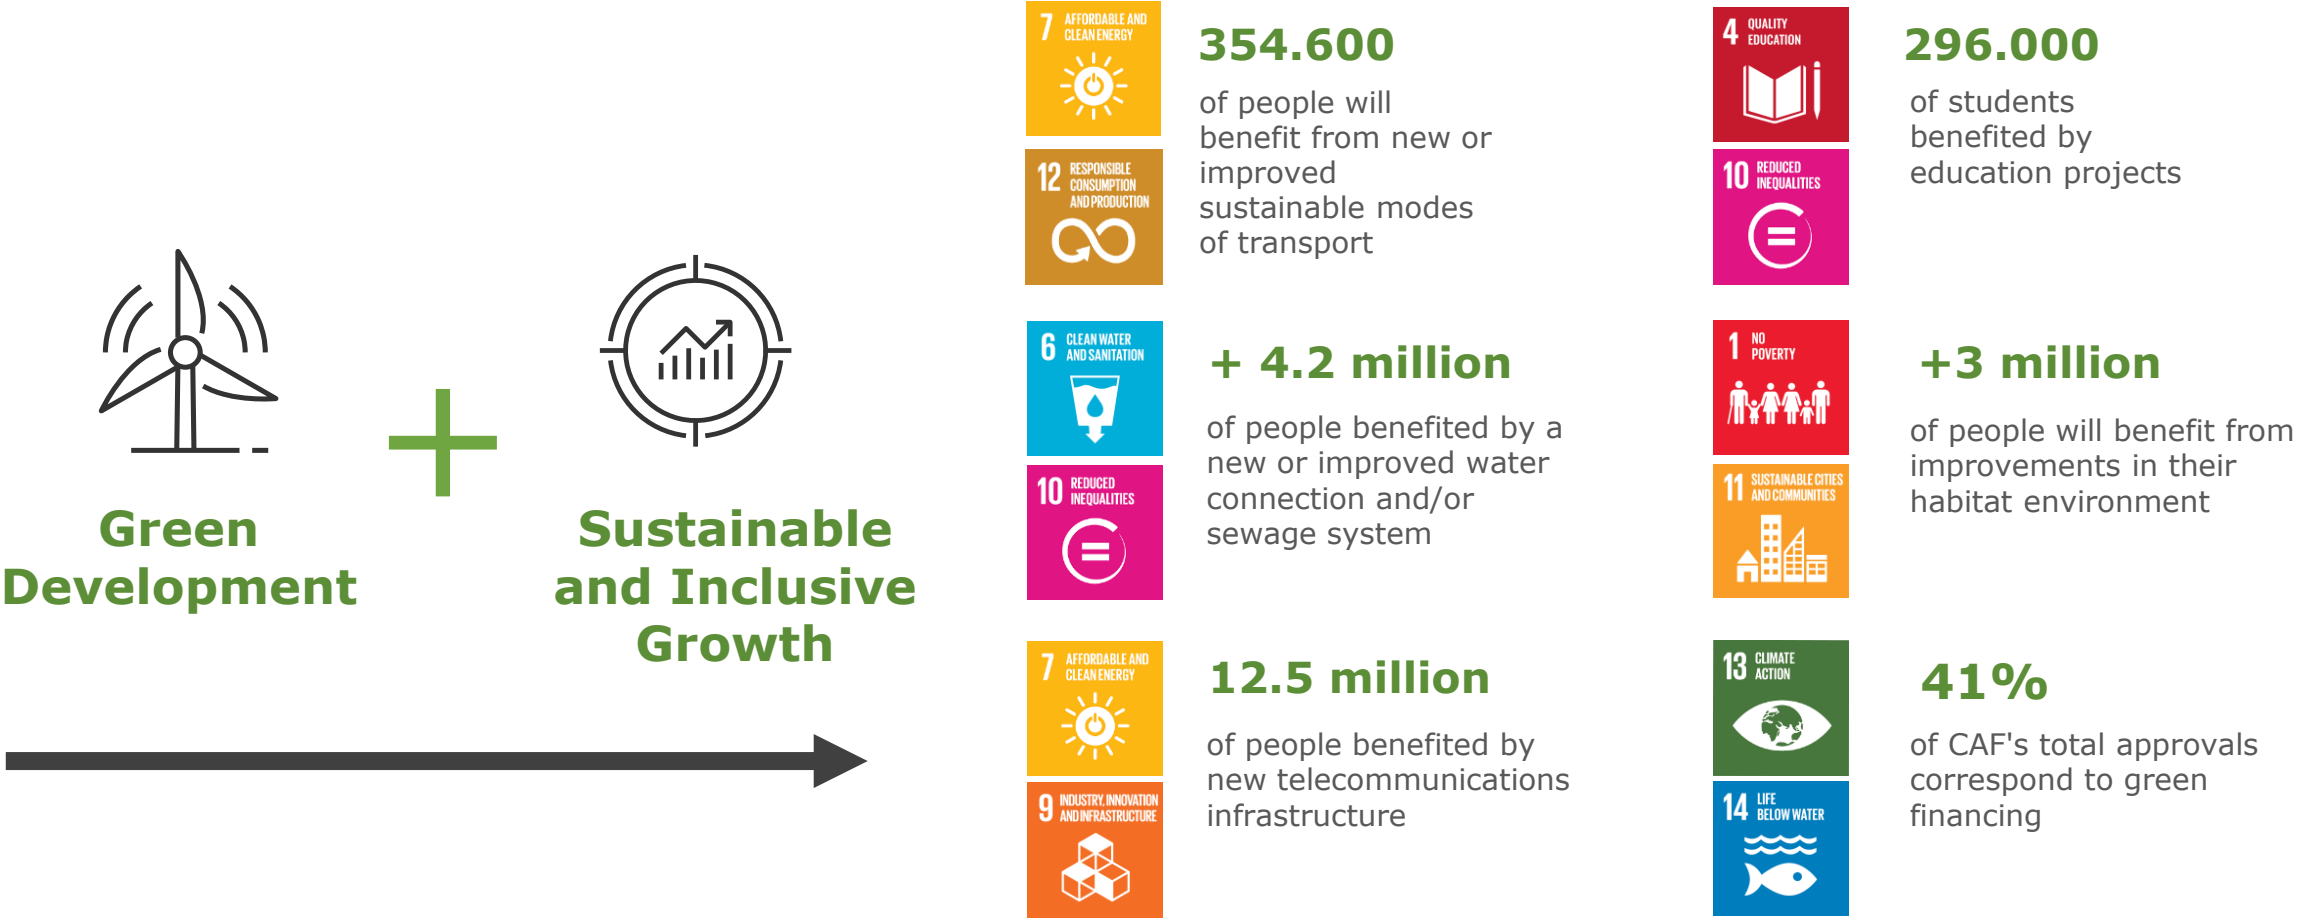 Green
Development
Sustainable
and Inclusive
Growth
7 AFFORDABLE AND
CLEAN ENERGY
12 RESPONSIBLE
CONSUMPTION
AND PRODUCTION
354.600
of people will
benefit from new or
improved
sustainable modes
of transport
4 QUALITY
EDUCATION
10 REDUCED
INEQUALITIES
296.000
of students
benefited by
education projects
6 CLEAN WATER
AND SANITATION
10 REDUCED
INEQUALITIES
+ 4.2 million
of people benefited by a
new or improved water
connection and/or
sewage system
1 NO
POVERTY
11 SUSTAINABLE CITIES
AND COMMUNITIES
+3 million
of people will benefit from
improvements in their
habitat environment
7 AFFORDABLE AND
CLEAN ENERGY
9 INDUSTRY, INNOVATION
AND INFRASTRUCTURE
12.5 million
of people benefited by
new telecommunications
infrastructure
13 CLIMATE
ACTION
14 LIFE
BELOW WATER
41%
of CAF's total approvals
correspond to green
financing